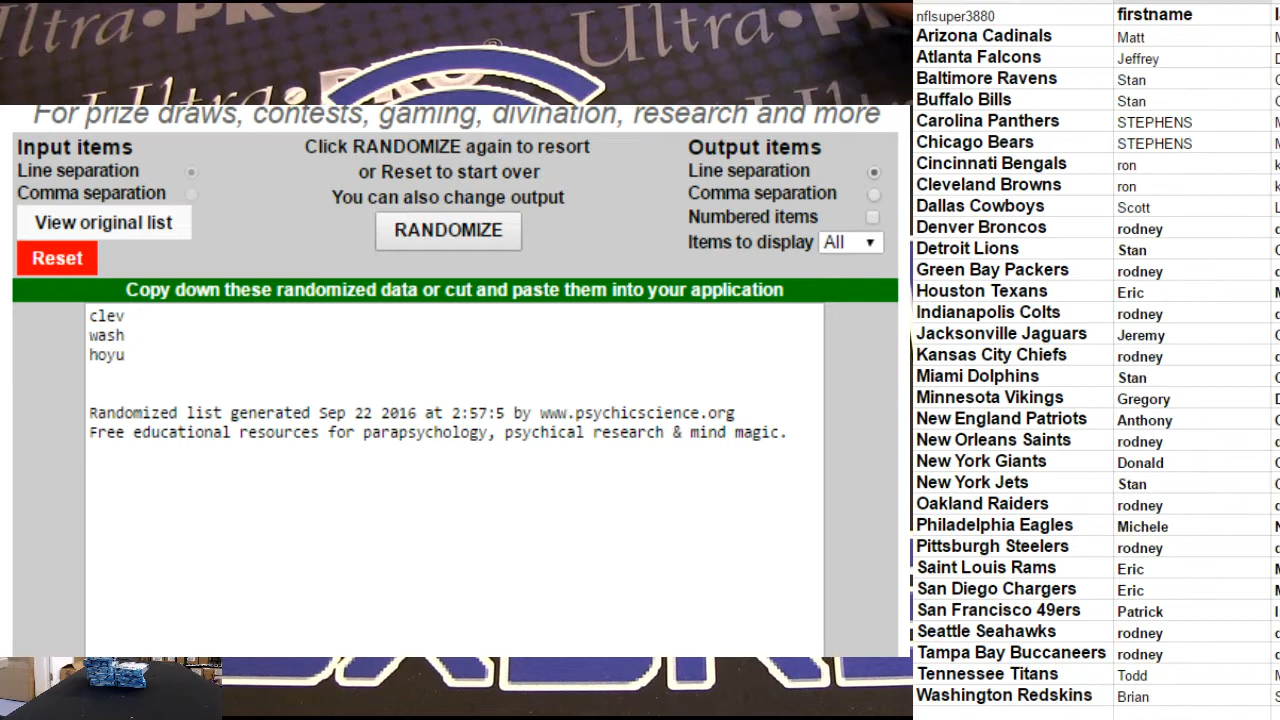 Ultra PRO
Ultra PRO
Ultra PRO
For prize draws, contests, gaming, divination, research and more
Input items
Line separation
Comma separation
View original list
Reset
Click RANDOMIZE again to resort
or Reset to start over
You can also change output
RANDOMIZE
Output items
Line separation
Comma separation
Numbered items
Items to display All
Copy down these randomized data or cut and paste them into your application
clev
wash
hoyu
Randomized list generated Sep 22 2016 at 2:57:5 by www.psychicscience.org
Free educational resources for parapsychology, psychical research & mind magic.
nflsuper3880 firstname
Arizona Cadinals Matt
Atlanta Falcons Jeffrey
Baltimore Ravens Stan
Buffalo Bills Stan
Carolina Panthers STEPHENS
Chicago Bears STEPHENS
Cincinnati Bengals ron
Cleveland Browns ron
Dallas Cowboys Scott
Denver Broncos rodney
Detroit Lions Stan
Green Bay Packers rodney
Houston Texans Eric
Indianapolis Colts rodney
Jacksonville Jaguars Jeremy
Kansas City Chiefs rodney
Miami Dolphins Stan
Minnesota Vikings Gregory
New England Patriots Anthony
New Orleans Saints rodney
New York Giants Donald
New York Jets Stan
Oakland Raiders rodney
Philadelphia Eagles Michele
Pittsburgh Steelers rodney
Saint Louis Rams Eric
San Diego Chargers Eric
San Francisco 49ers Patrick
Seattle Seahawks rodney
Tampa Bay Buccaneers rodney
Tennessee Titans Todd
Washington Redskins Brian